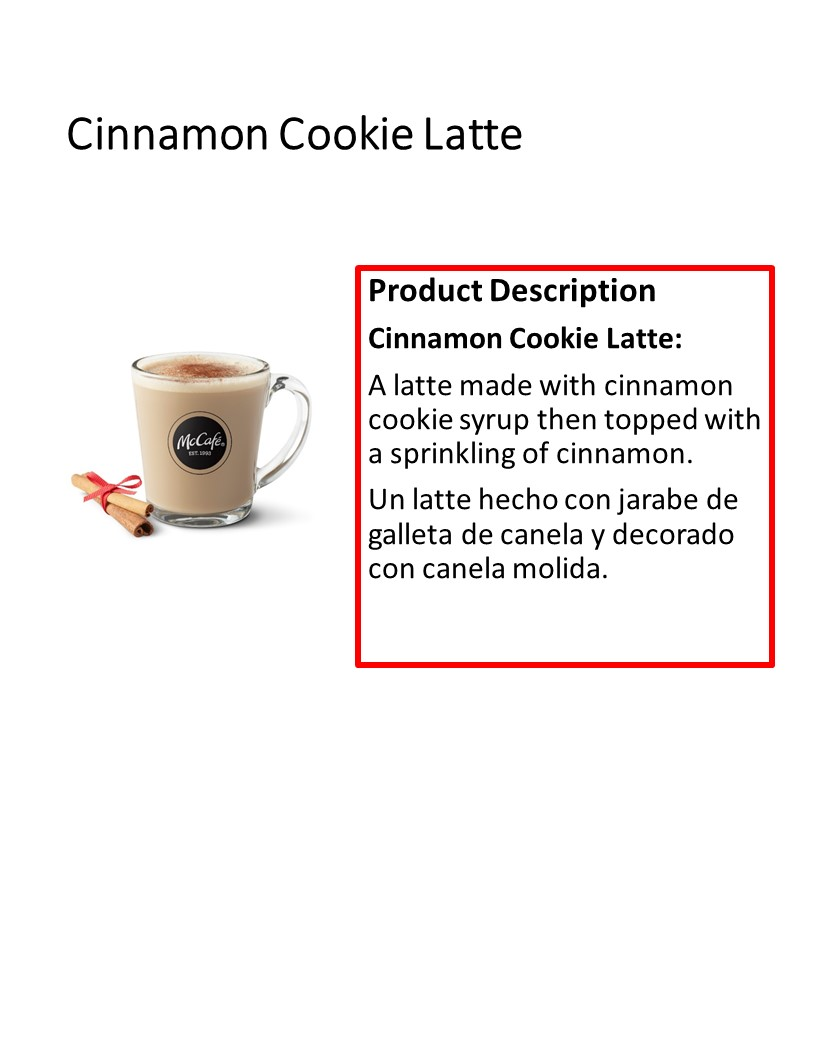 Cinnamon Cookie Latte
McCafé®
EST. 1993
Product Description
Cinnamon Cookie Latte:
A latte made with cinnamon
cookie syrup then topped with
a sprinkling of cinnamon.
Un latte hecho con jarabe de
galleta de canela y decorado
con canela molida.